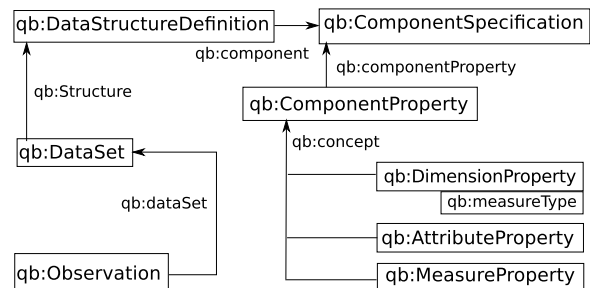 qb:DataStructureDefinition
qb:ComponentSpecification
qb:component
qb:componentProperty
qb:Structure
qb:ComponentProperty
qb:concept
qb:DataSet
qb:DimensionProperty
qb:measureType
qb:dataSet
qb:AttributeProperty
qb:Observation
qb:MeasureProperty